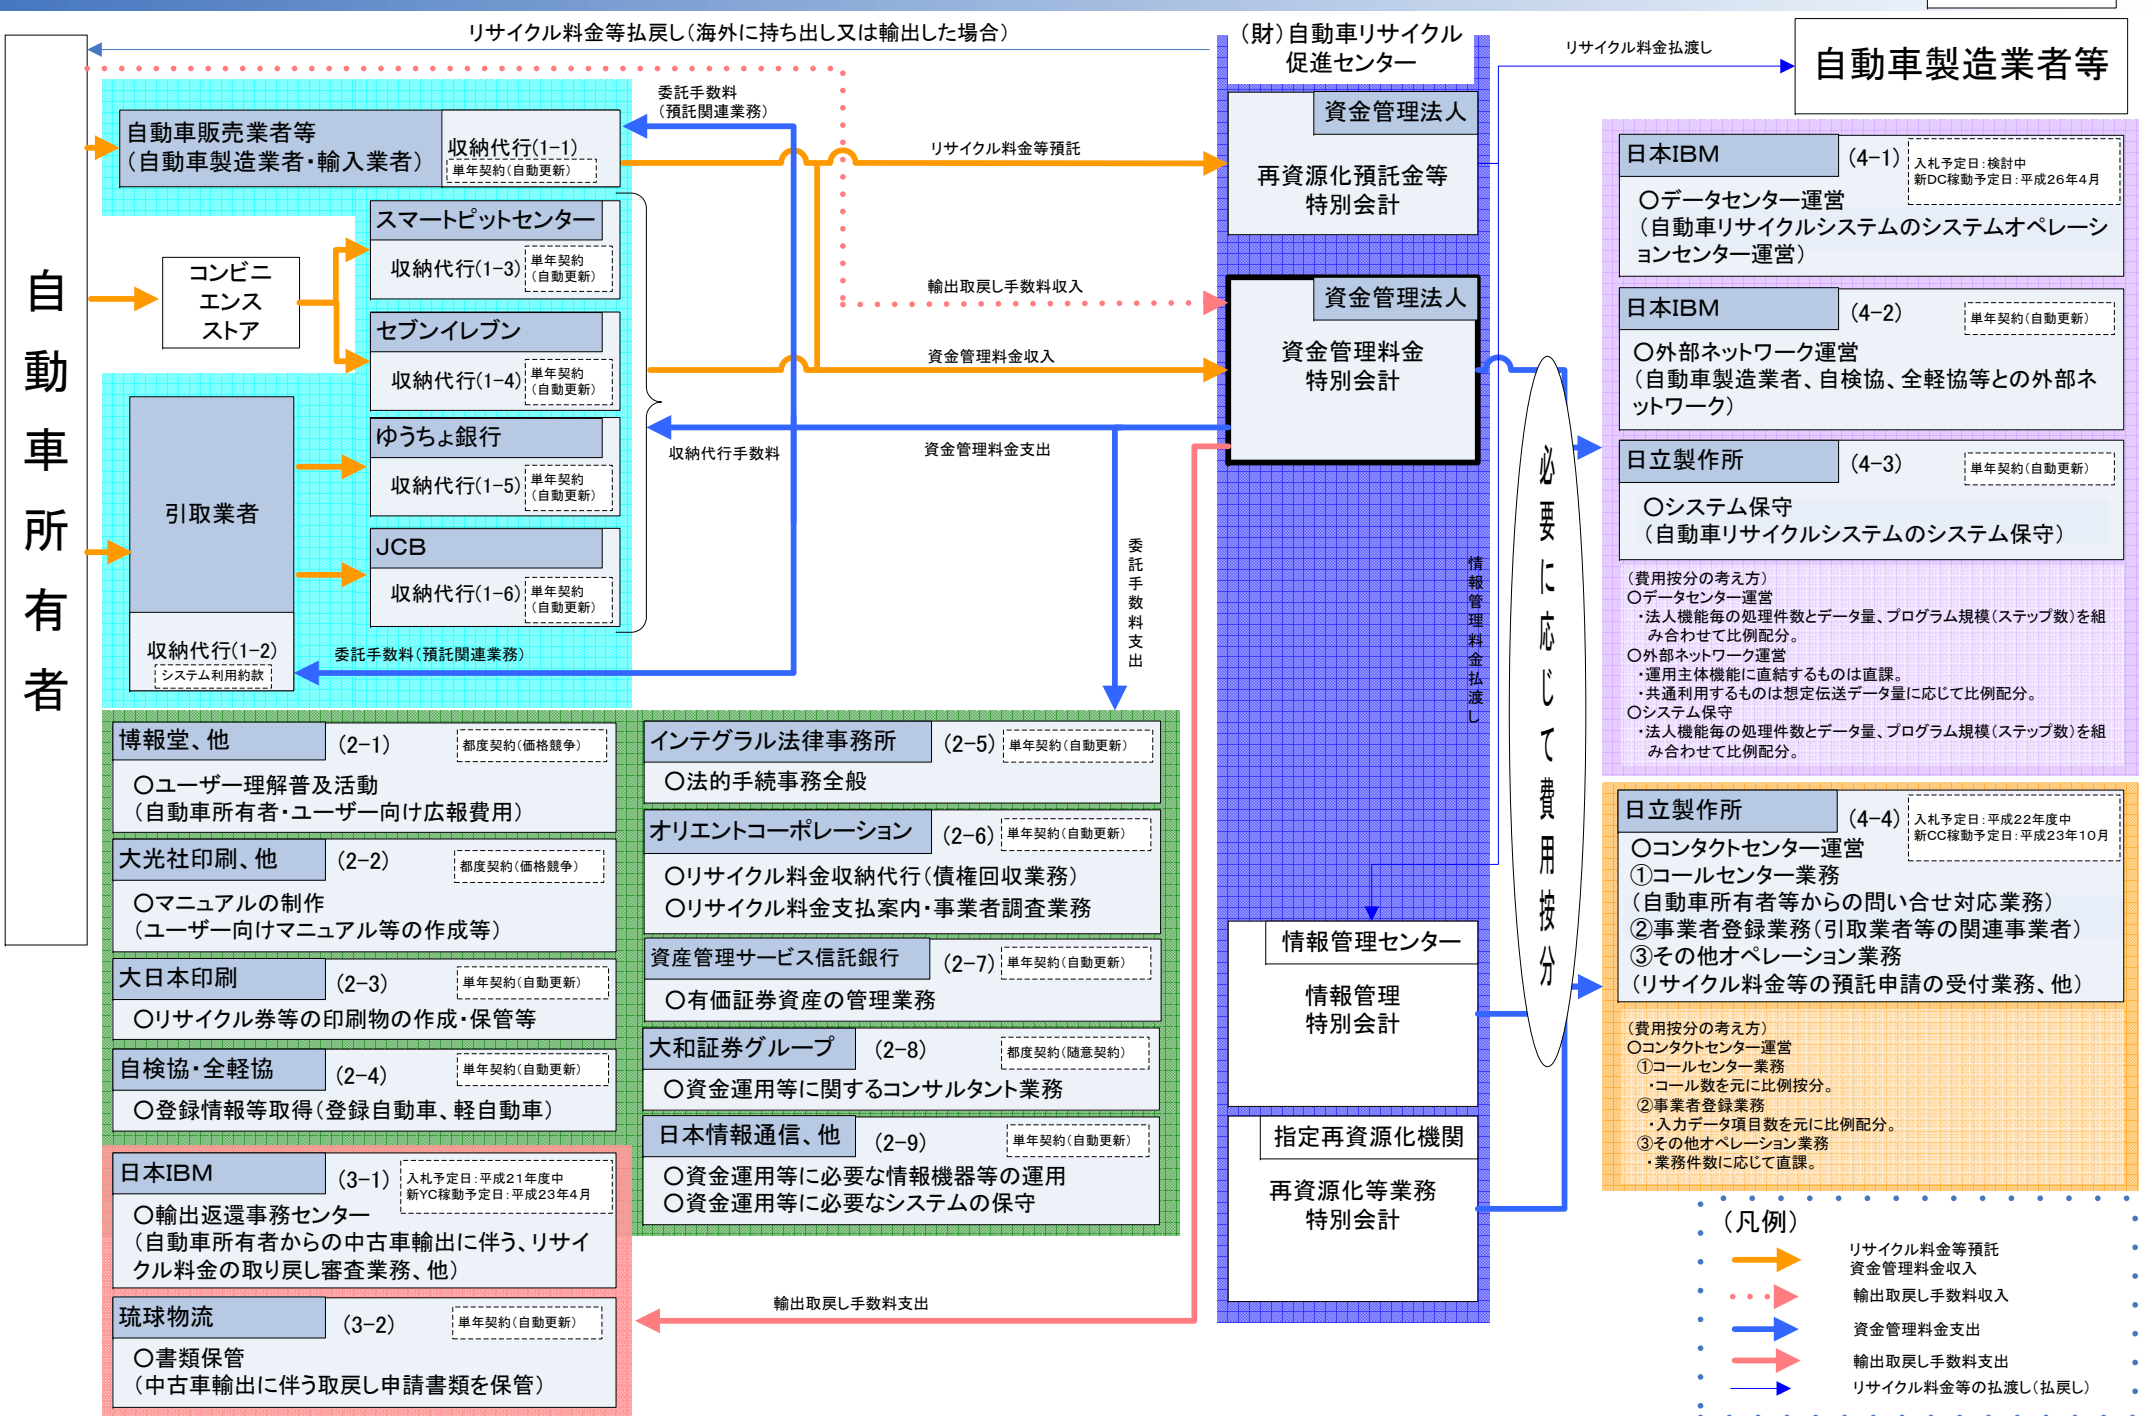 リサイクル料金等払戻し(海外に持ち出し又は輸出した場合)
(財)自動車リサイクル
促進センター
リサイクル料金払渡し
自動車製造業者等
自動車所有者
委託手数料
(預託関連業務)
自動車販売業者等
(自動車製造業者・輸入業者)
収納代行(1-1)
単年契約(自動更新)
リサイクル料金等預託
資金管理法人
再資源化預託金等
特別会計
スマートピットセンター
収納代行(1-3)
単年契約
(自動更新)
コンビニ
エンス
ストア
セブンイレブン
収納代行(1-4)
単年契約
(自動更新)
輸出取戻し手数料収入
資金管理料金収入
資金管理法人
資金管理料金
特別会計
ゆうちょ銀行
収納代行(1-5)
単年契約
(自動更新)
収納代行手数料
資金管理料金支出
引取業者
JCB
収納代行(1-6)
単年契約
(自動更新)
収納代行(1-2)
システム利用約款
委託手数料(預託関連業務)
委託手数料支出
情報管理料金払渡し
必要に応じて費用按分
日本IBM
(4-1)
入札予定日:検討中
新DC稼動予定日:平成26年4月
○データセンター運営
(自動車リサイクルシステムのシステムオペレーシ
ョンセンター運営)
日本IBM
(4-2)
単年契約(自動更新)
○外部ネットワーク運営
(自動車製造業者、自検協、全軽協等との外部ネ
ットワーク)
日立製作所
(4-3)
単年契約(自動更新)
○システム保守
(自動車リサイクルシステムのシステム保守)
(費用按分の考え方)
○データセンター運営
・法人機能毎の処理件数とデータ量、プログラム規模(ステップ数)を組
み合わせて比例配分。
○外部ネットワーク運営
・運用主体機能に直結するものは直課。
・共通利用するものは想定伝送データ量に応じて比例配分。
○システム保守
・法人機能毎の処理件数とデータ量、プログラム規模(ステップ数)を組
み合わせて比例配分。
博報堂、他
(2-1)
都度契約(価格競争)
○ユーザー理解普及活動
(自動車所有者・ユーザー向け広報費用)
大光社印刷、他
(2-2)
都度契約(価格競争)
○マニュアルの制作
(ユーザー向けマニュアル等の作成等)
大日本印刷
(2-3)
単年契約(自動更新)
○リサイクル券等の印刷物の作成・保管等
自検協・全軽協
(2-4)
単年契約(自動更新)
○登録情報等取得(登録自動車、軽自動車)
インテグラル法律事務所
(2-5)
単年契約(自動更新)
○法的手続事務全般
オリエントコーポレーション
(2-6)
単年契約(自動更新)
○リサイクル料金収納代行(債権回収業務)
○リサイクル料金支払案内・事業者調査業務
資産管理サービス信託銀行
(2-7)
単年契約(自動更新)
○有価証券資産の管理業務
大和証券グループ
(2-8)
都度契約(随意契約)
○資金運用等に関するコンサルタント業務
日本情報通信、他
(2-9)
単年契約(自動更新)
○資金運用等に必要な情報機器等の運用
○資金運用等に必要なシステムの保守
日本IBM
(3-1)
入札予定日:平成21年度中
新YC稼動予定日:平成23年4月
○輸出返還事務センター
(自動車所有者からの中古車輸出に伴う、リサイ
クル料金の取り戻し審査業務、他)
琉球物流
(3-2)
単年契約(自動更新)
○書類保管
(中古車輸出に伴う取戻し申請書類を保管)
輸出取戻し手数料支出
情報管理センター
情報管理
特別会計
指定再資源化機関
再資源化等業務
特別会計
日立製作所
(4-4)
入札予定日:平成22年度中
新CC稼動予定日:平成23年10月
○コンタクトセンター運営
①コールセンター業務
(自動車所有者等からの問い合せ対応業務)
②事業者登録業務(引取業者等の関連事業者)
③その他オペレーション業務
(リサイクル料金等の預託申請の受付業務、他)
(費用按分の考え方)
○コンタクトセンター運営
①コールセンター業務
・コール数を元に比例按分。
②事業者登録業務
・入力データ項目数を元に比例配分。
③その他オペレーション業務
・業務件数に応じて直課。
(凡例)
リサイクル料金等預託
資金管理料金収入
輸出取戻し手数料収入
資金管理料金支出
輸出取戻し手数料支出
リサイクル料金等の払渡し(払戻し)